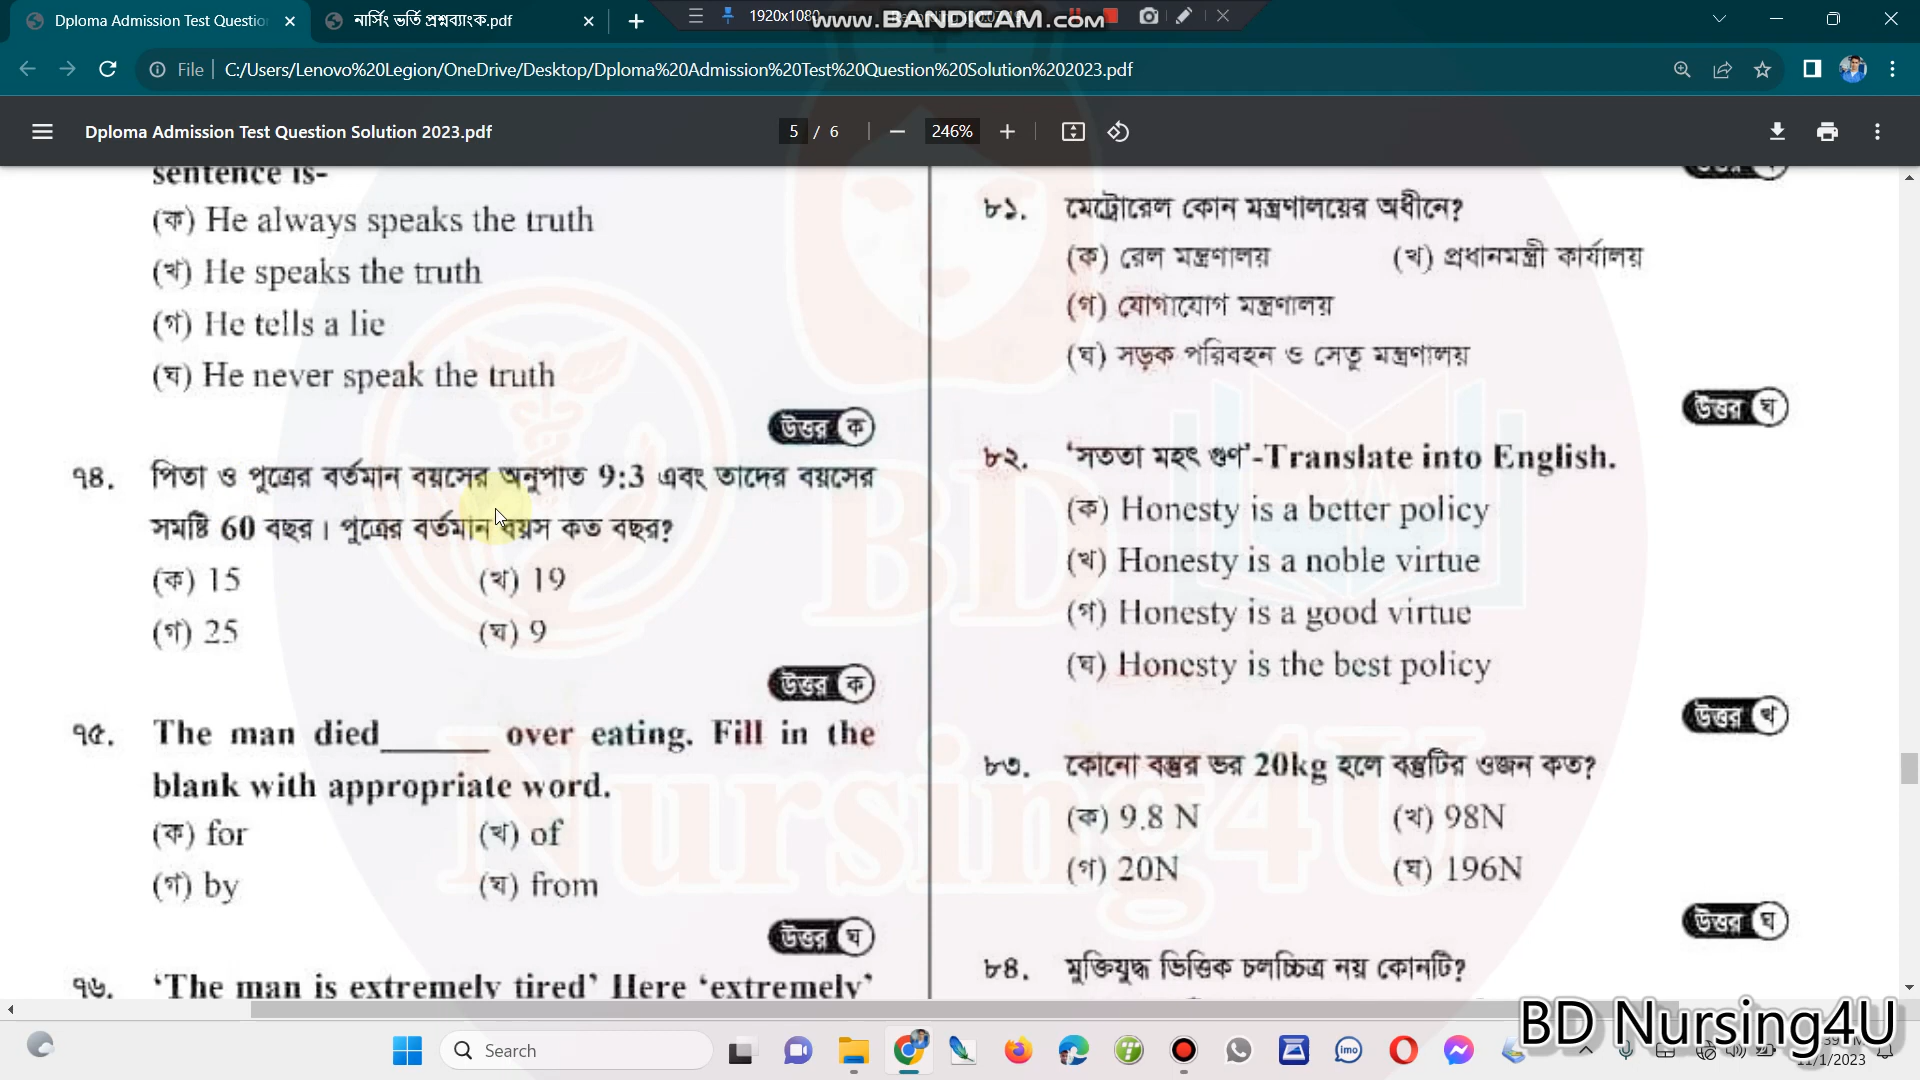 Dploma Admission Test Questio
নার্সিং ভর্তি প্রশ্নব্যাংক.pdf
1920x1080
www.BANDICAM.com
File
C:/Users/Lenovo%20Legion/OneDrive/Desktop/Dploma%20Admission%20Test%20Question%20Solution%202023.pdf
Dploma Admission Test Question Solution 2023.pdf
5 / 6
246%
sentence is-
(ক) He always speaks the truth
(খ) He speaks the truth
(গ) He tells a lie
(ঘ) He never speak the truth
উত্তর ক
৭৪. পিতা ও পুত্রের বর্তমান বয়সের অনুপাত 9:3 এবং তাদের বয়সের
সমষ্টি 60 বছর। পুত্রের বর্তমান বয়স কত বছর?
(ক) 15 (খ) 19
(গ) 25 (ঘ) 9
উত্তর ক
৭৫. The man died______ over eating. Fill in the
blank with appropriate word.
(ক) for (খ) of
(গ) by (ঘ) from
উত্তর ঘ
৭৬. ‘The man is extremely tired’ Here ‘extremely’
৮১. মেট্রোরেল কোন মন্ত্রণালয়ের অধীনে?
(ক) রেল মন্ত্রণালয় (খ) প্রধানমন্ত্রী কার্যালয়
(গ) যোগাযোগ মন্ত্রণালয়
(ঘ) সড়ক পরিবহন ও সেতু মন্ত্রণালয়
উত্তর ঘ
৮২. ‘সততা মহৎ গুণ’-Translate into English.
(ক) Honesty is a better policy
(খ) Honesty is a noble virtue
(গ) Honesty is a good virtue
(ঘ) Honesty is the best policy
উত্তর খ
৮৩. কোনো বস্তুর ভর 20kg হলে বস্তুটির ওজন কত?
(ক) 9.8 N (খ) 98N
(গ) 20N (ঘ) 196N
উত্তর ঘ
৮৪. মুক্তিযুদ্ধ ভিত্তিক চলচ্চিত্র নয় কোনটি?
BD
Nursing4U
BD Nursing4U
Search
imo
11/1/2023